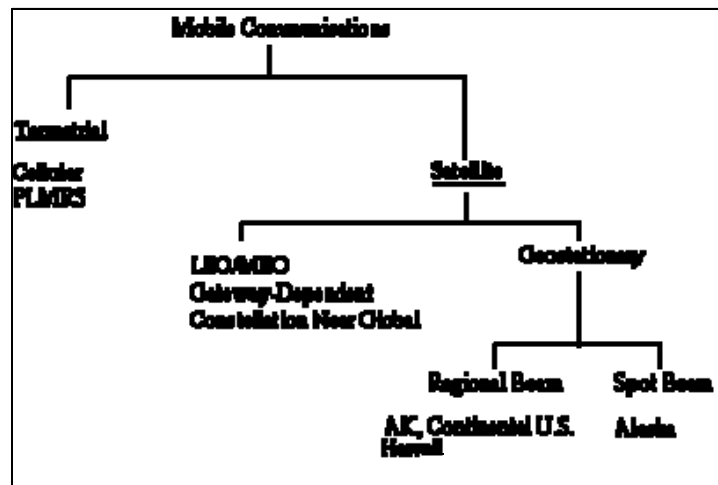 Mobile Communications
Terrestrial
Cellular
PLMRS
Satellite
LEO/MEO
Gateway-Dependent
Constellation Near Global
Geostationary
Regional Beam
AK, Continental U.S.
Hawaii
Spot Beam
Alaska